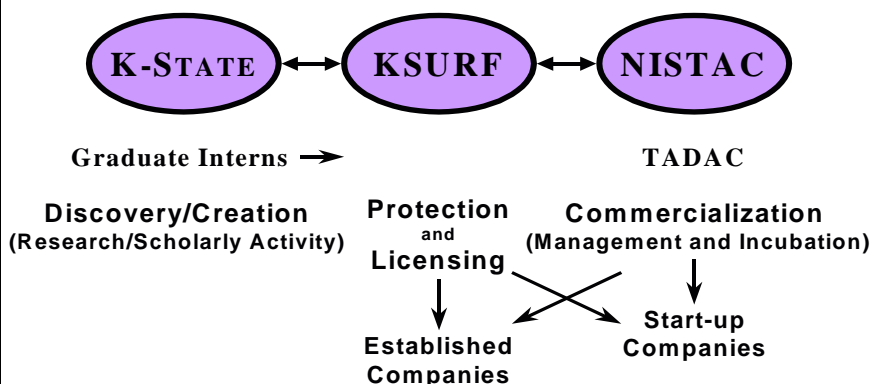 K-STATE KSURF NISTAC
Graduate Interns TADAC
Discovery/Creation
(Research/Scholarly Activity)
Protection
and
Licensing
Commercialization
(Management and Incubation)
Established
Companies
Start-up
Companies